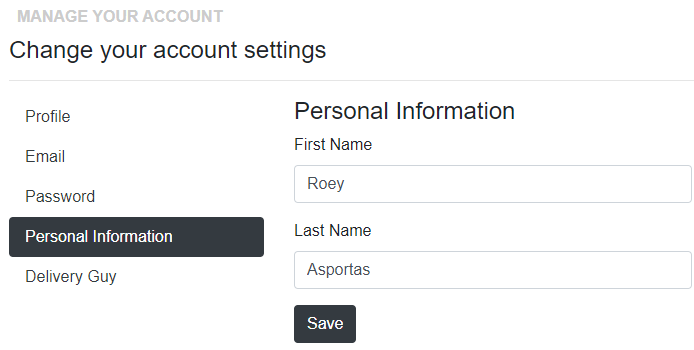 MANAGE YOUR ACCOUNT
Change your account settings
Profile
Email
Password
Personal Information
Delivery Guy
Personal Information
First Name
Roey
Last Name
Asportas
Save